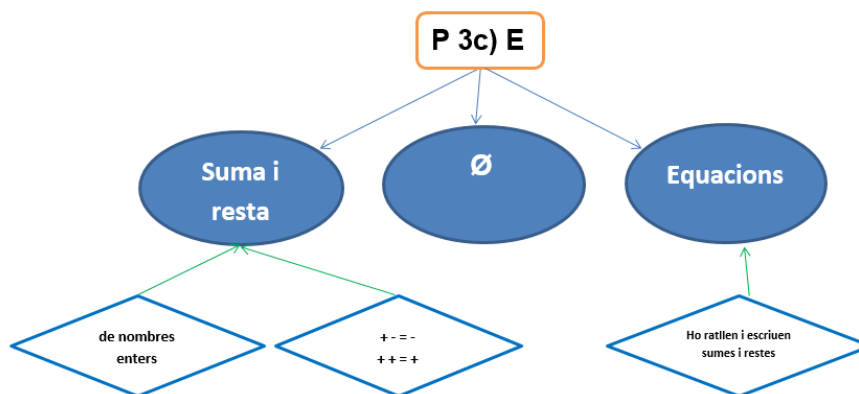 P 3c) E
Suma i
resta
Ø
Equacions
de nombres
enters
+ - = -
+ + = +
Ho ratllen i escriuen
sumes i restes